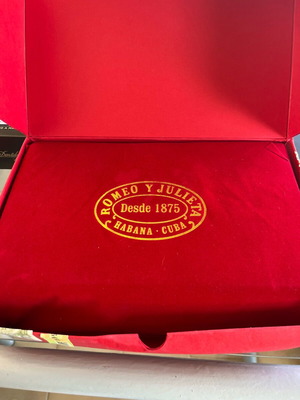 ROMEO Y JULIETA
Desde 1875
HABANA · CUBA